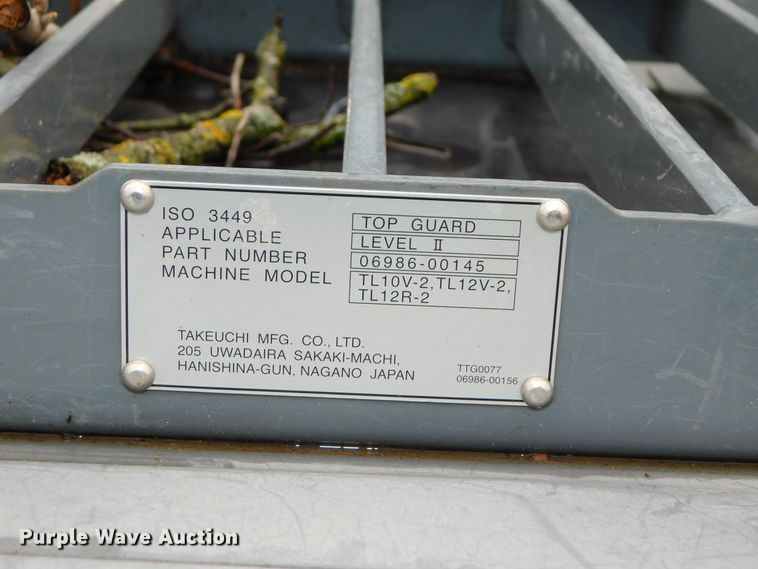 ISO 3449 TOP GUARD
APPLICABLE LEVEL II
PART NUMBER 06986-00145
MACHINE MODEL TL10V-2,TL12V-2,
TL12R-2
TAKEUCHI MFG. CO., LTD.
205 UWADAIRA SAKAKI-MACHI,
HANISHINA-GUN, NAGANO JAPAN
TTG0077
06986-00156
Purple Wave Auction